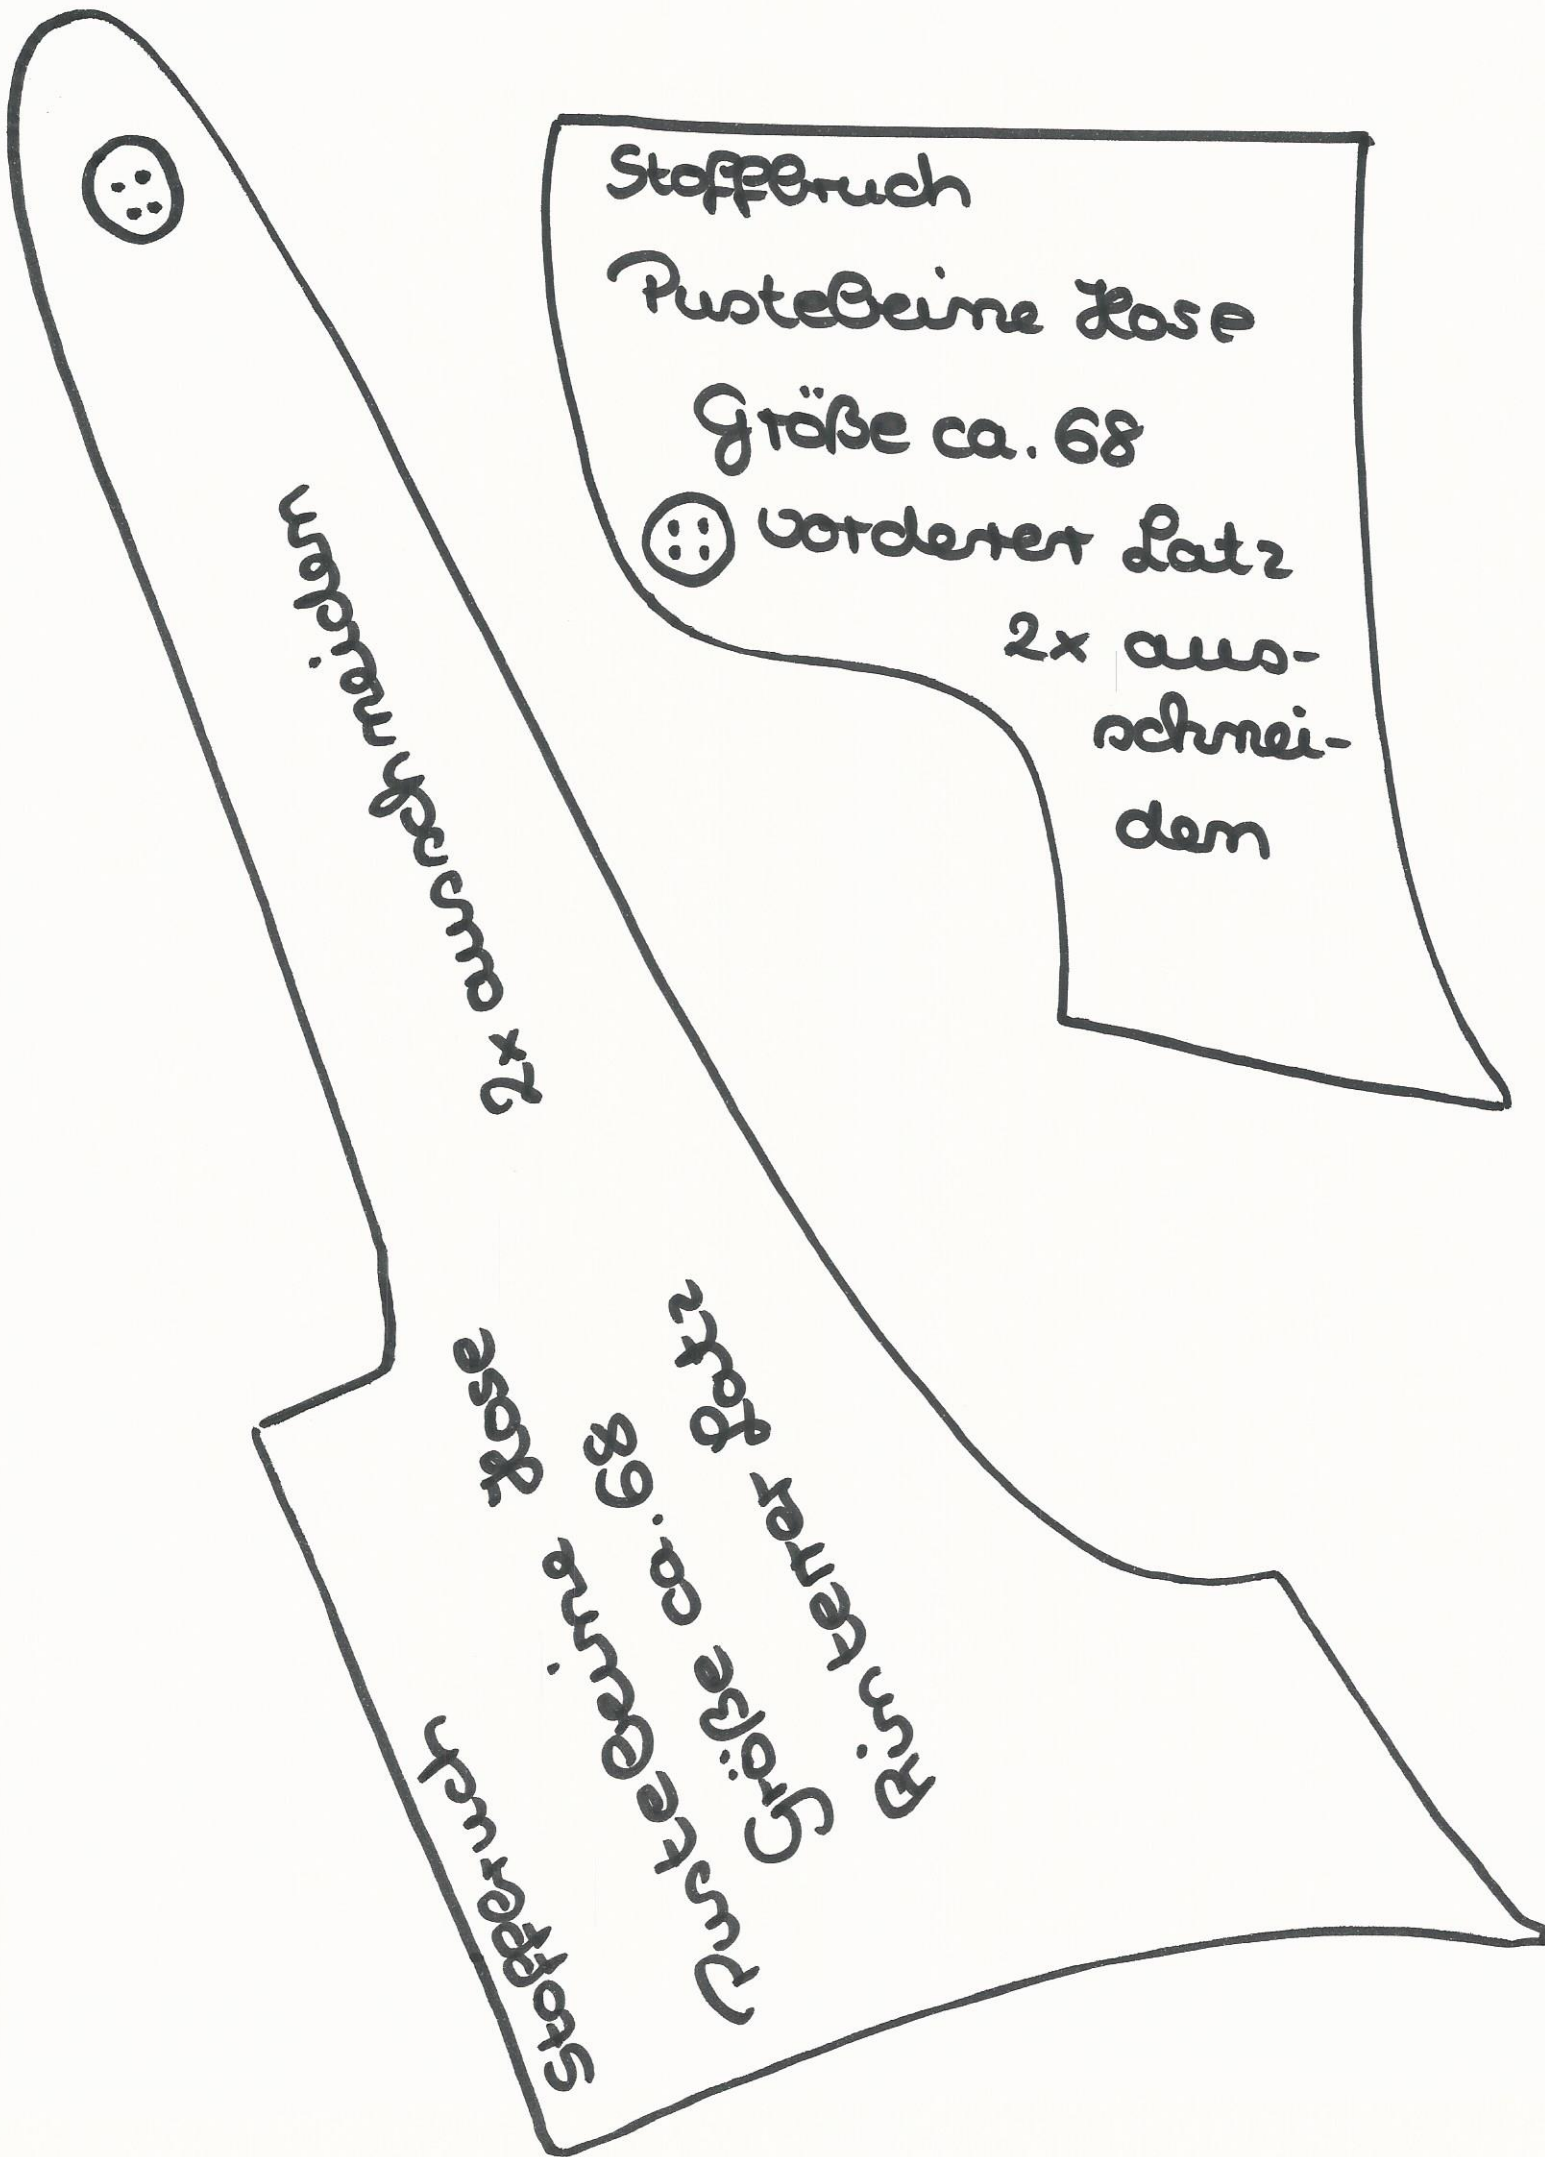 Stoffbruch
Pustebeine Hose
Größe ca. 68
vorderer Latz
2x aus-
schnei-
den
Stoffbruch
Pustebeine Hose
Größe ca. 68
Rückerer Latz
2x ausschneiden